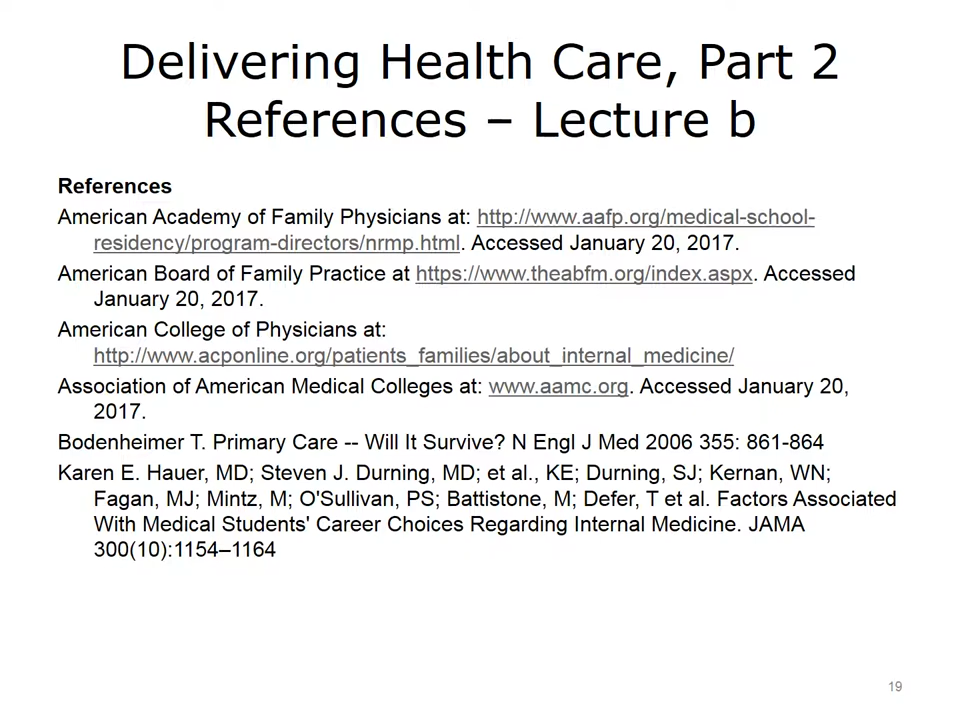 Delivering Health Care, Part 2
References – Lecture b
References
American Academy of Family Physicians at: http://www.aafp.org/medical-school-
residency/program-directors/nrmp.html. Accessed January 20, 2017.
American Board of Family Practice at https://www.theabfm.org/index.aspx. Accessed
January 20, 2017.
American College of Physicians at:
http://www.acponline.org/patients_families/about_internal_medicine/
Association of American Medical Colleges at: www.aamc.org. Accessed January 20,
2017.
Bodenheimer T. Primary Care -- Will It Survive? N Engl J Med 2006 355: 861-864
Karen E. Hauer, MD; Steven J. Durning, MD; et al., KE; Durning, SJ; Kernan, WN;
Fagan, MJ; Mintz, M; O'Sullivan, PS; Battistone, M; Defer, T et al. Factors Associated
With Medical Students' Career Choices Regarding Internal Medicine. JAMA
300(10):1154–1164
19